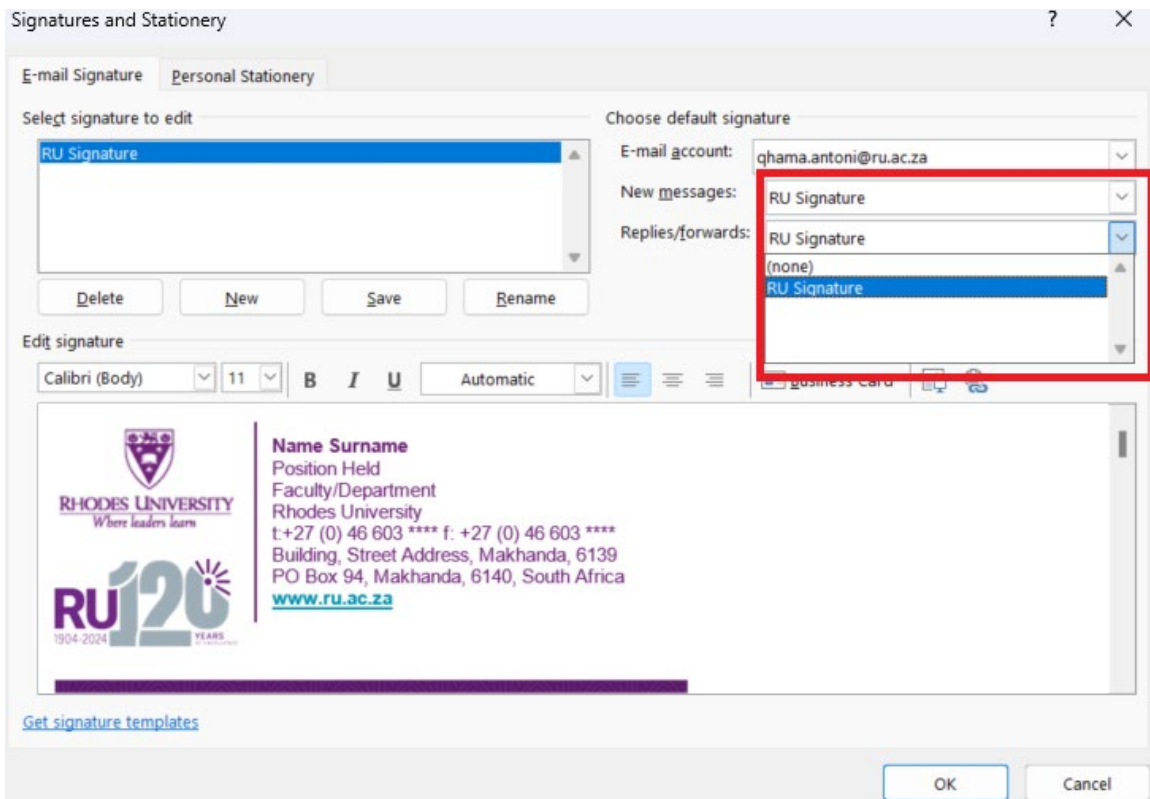 Signatures and Stationery
?
E-mail Signature
Personal Stationery
Select signature to edit
RU Signature
Delete
New
Save
Rename
Choose default signature
E-mail account:
qhama.antoni@ru.ac.za
New messages:
RU Signature
Replies/forwards:
RU Signature
(none)
RU Signature
Edit signature
Calibri (Body)
11
B I U
Automatic
Business Card
RHODES UNIVERSITY
Where leaders learn
RU120
1904-2024
YEARS
Name Surname
Position Held
Faculty/Department
Rhodes University
t:+27 (0) 46 603 **** f: +27 (0) 46 603 ****
Building, Street Address, Makhanda, 6139
PO Box 94, Makhanda, 6140, South Africa
www.ru.ac.za
Get signature templates
OK
Cancel